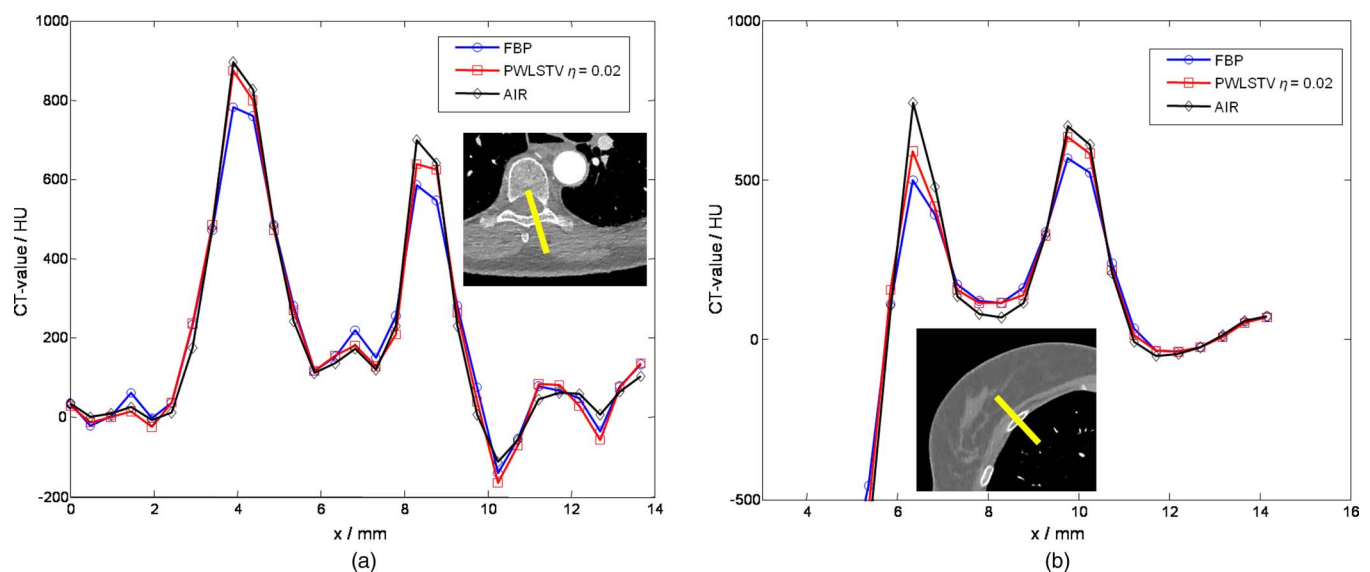 1000
800
600
400
200
0
-200
0 2 4 6 8 10 12 14
CT-value / HU
x / mm
FBP
PWLSTV η = 0.02
AIR
(a)
1000
500
0
-500
4 6 8 10 12 14 16
CT-value / HU
x / mm
FBP
PWLSTV η = 0.02
AIR
(b)